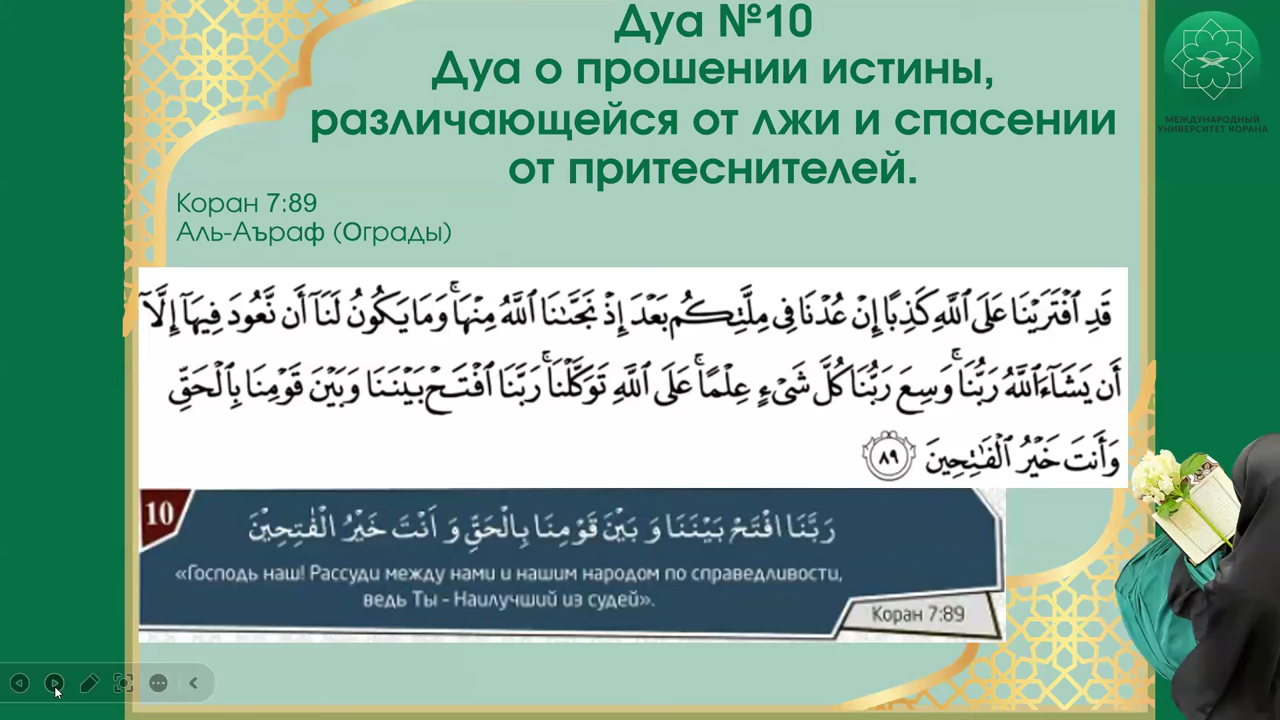 Дуа №10
Дуа о прошении истины,
различающейся от лжи и спасении
от притеснителей.
МЕЖДУНАРОДНЫЙ
УНИВЕРСИТЕТ КОРАНА
Коран 7:89
Аль-Аъраф (Ограды)
قَدِ ٱفْتَرَيْنَا عَلَى ٱللَّهِ كَذِبًا إِنْ عُدْنَا فِى مِلَّتِكُم بَعْدَ إِذْ نَجَّىٰنَا ٱللَّهُ مِنْهَا ۚ وَمَا يَكُونُ لَنَآ أَن نَّعُودَ فِيهَآ إِلَّآ
أَن يَشَآءَ ٱللَّهُ رَبُّنَا ۚ وَسِعَ رَبُّنَا كُلَّ شَىْءٍ عِلْمًا ۚ عَلَى ٱللَّهِ تَوَكَّلْنَا ۚ رَبَّنَا ٱفْتَحْ بَيْنَنَا وَبَيْنَ قَوْمِنَا بِٱلْحَقِّ
وَأَنتَ خَيْرُ ٱلْفَـٰتِحِينَ ٨٩
10
رَبَّنَا افْتَحْ بَيْنَنَا وَ بَيْنَ قَوْمِنَا بِالْحَقِّ وَ اَنْتَ خَيْرُ الْفٰتِحِيْنَ
«Господь наш! Рассуди между нами и нашим народом по справедливости,
ведь Ты - Наилучший из судей».
Коран 7:89